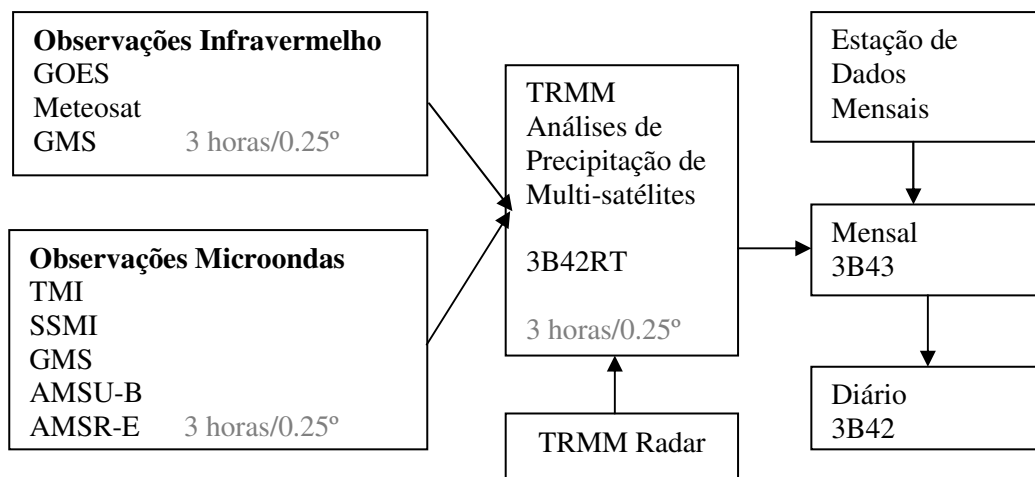 Observações Infravermelho
GOES
Meteosat
GMS 3 horas/0.25º
Observações Microondas
TMI
SSMI
GMS
AMSU-B
AMSR-E 3 horas/0.25º
TRMM
Análises de
Precipitação de
Multi-satélites
3B42RT
3 horas/0.25º
TRMM Radar
Estação de
Dados
Mensais
Mensal
3B43
Diário
3B42